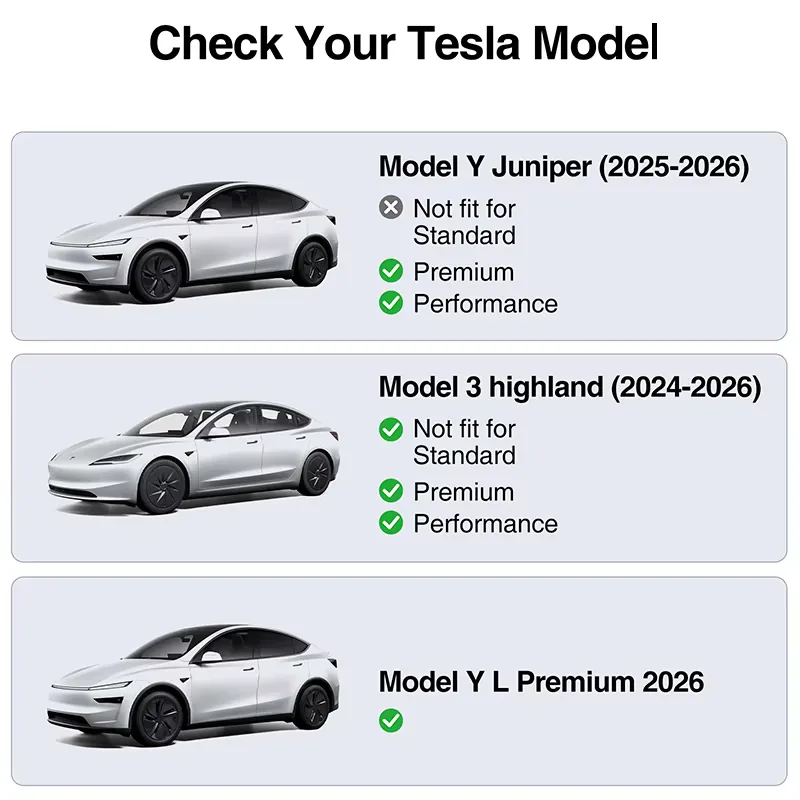 Check Your Tesla Model
Model Y Juniper (2025-2026)
Not fit for
Standard
Premium
Performance
Model 3 highland (2024-2026)
Not fit for
Standard
Premium
Performance
Model Y L Premium 2026